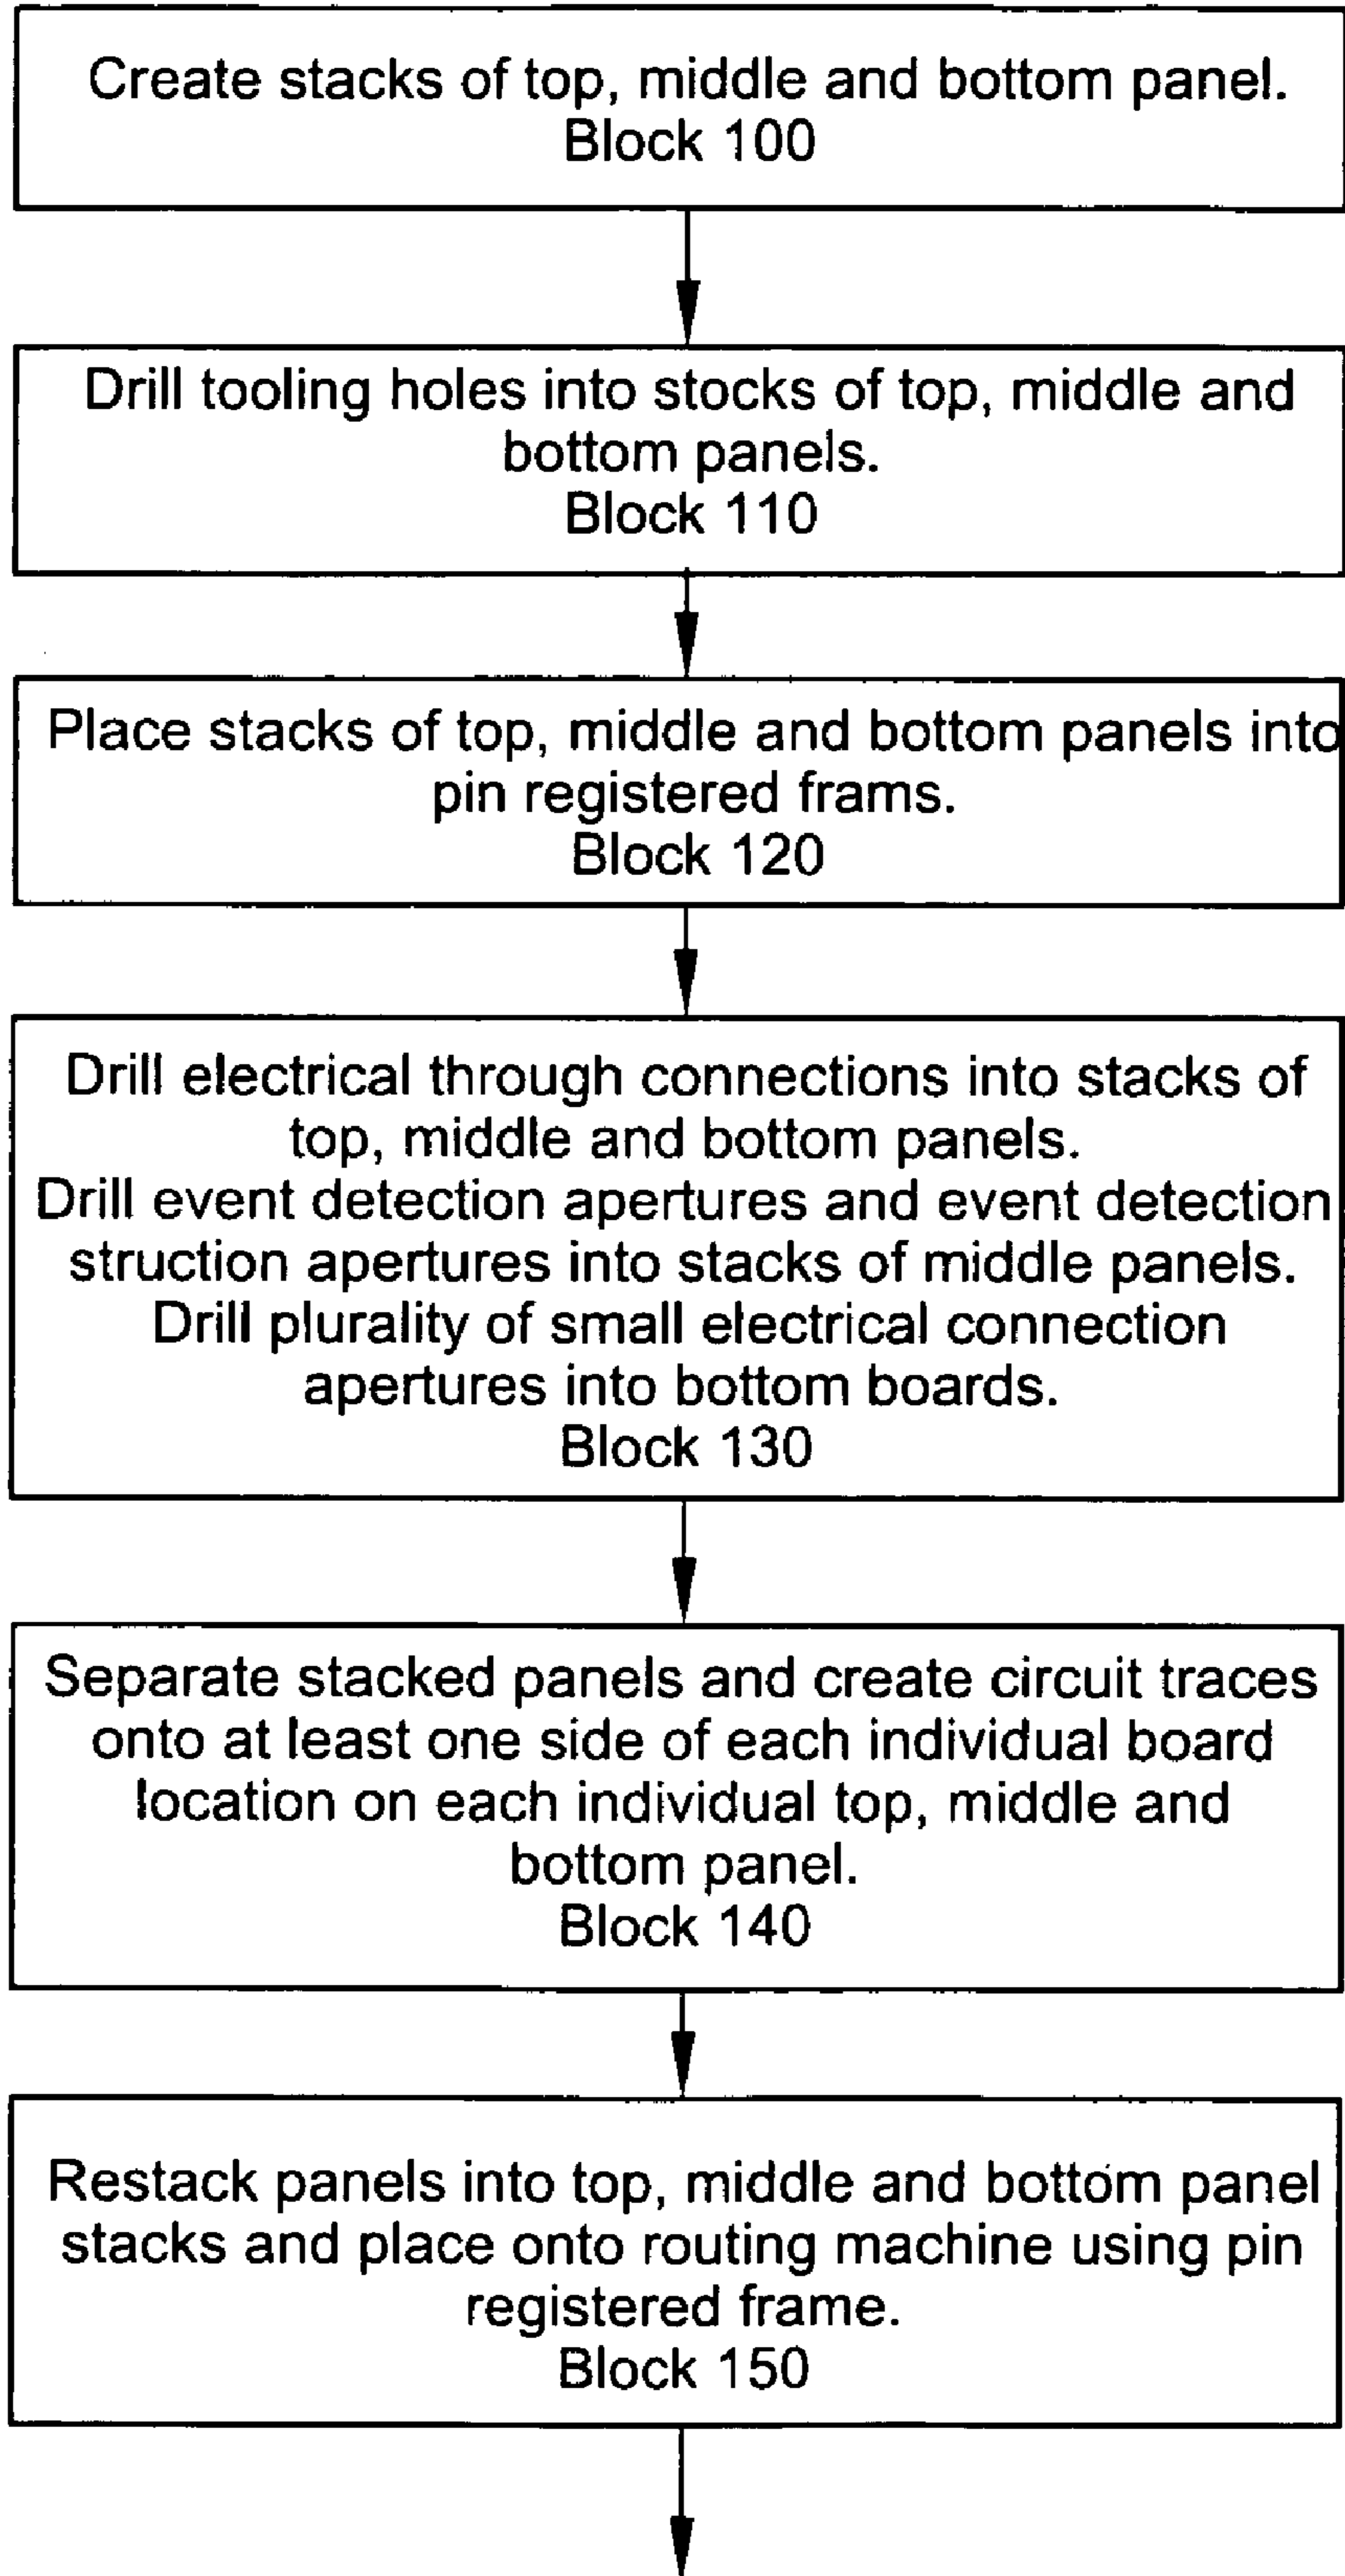 Create stacks of top, middle and bottom panel.
Block 100
Drill tooling holes into stocks of top, middle and
bottom panels.
Block 110
Place stacks of top, middle and bottom panels into
pin registered frams.
Block 120
Drill electrical through connections into stacks of
top, middle and bottom panels.
Drill event detection apertures and event detection
struction apertures into stacks of middle panels.
Drill plurality of small electrical connection
apertures into bottom boards.
Block 130
Separate stacked panels and create circuit traces
onto at least one side of each individual board
location on each individual top, middle and
bottom panel.
Block 140
Restack panels into top, middle and bottom panel
stacks and place onto routing machine using pin
registered frame.
Block 150